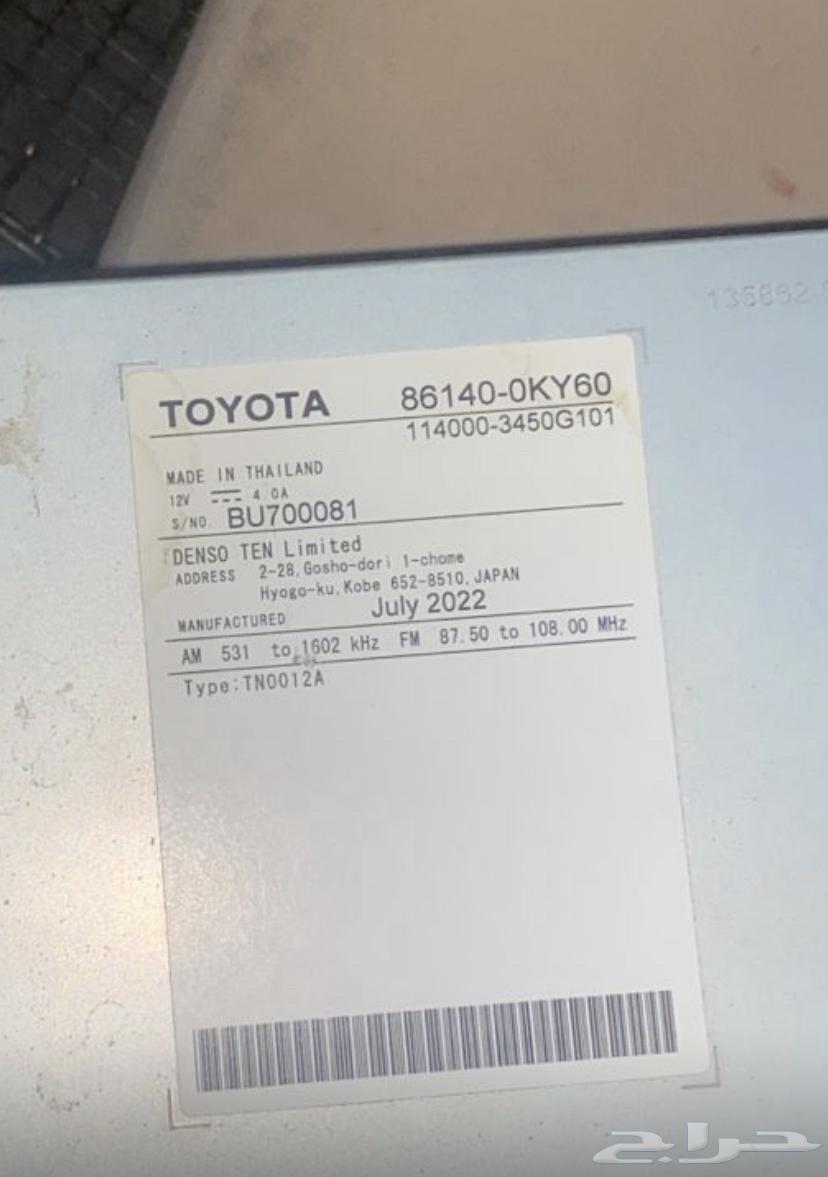 135862
TOYOTA 86140-0KY60
114000-3450G101
MADE IN THAILAND
12V 4.0A
S/NO. BU700081
DENSO TEN Limited
ADDRESS 2-28, Gosho-dori 1-chome
Hyogo-ku, Kobe 652-8510, JAPAN
MANUFACTURED July 2022
AM 531 to 1602 kHz FM 87.50 to 108.00 MHz
Type:TN0012A
حراج